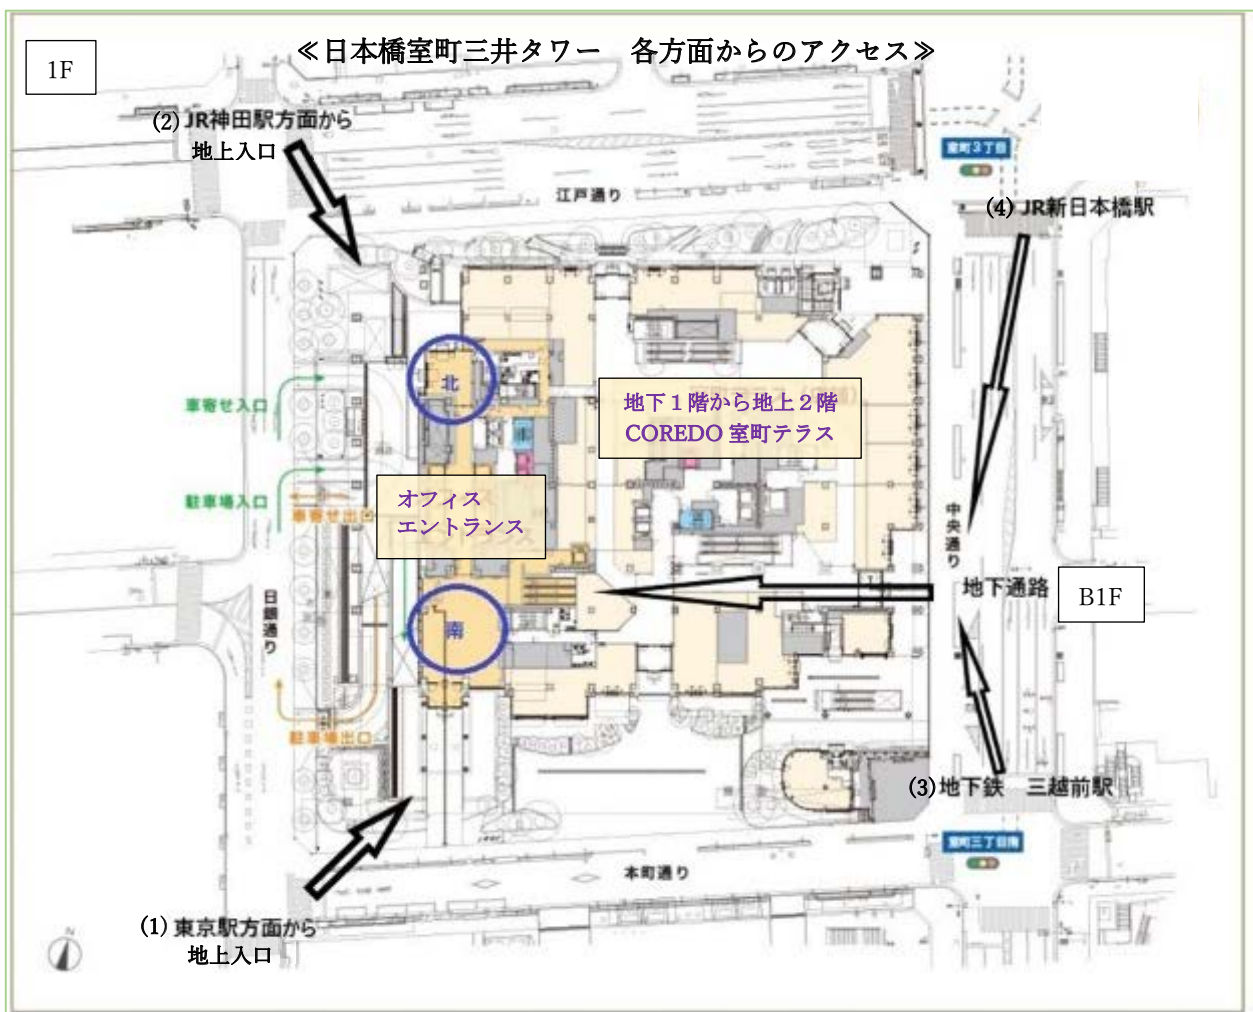 ≪日本橋室町三井タワー　各方面からのアクセス≫
1F
(2) JR神田駅方面から
地上入口
室町3丁目
江戸通り
(4) JR新日本橋駅
北
地下１階から地上２階
COREDO 室町テラス
車寄せ入口
オフィス
エントランス
駐車場入口
車寄せ出口
中央通り
地下通路
B1F
日銀通り
南
駐車場出口
(3) 地下鉄　三越前駅
室町三丁目南
本町通り
(1) 東京駅方面から
地上入口
N